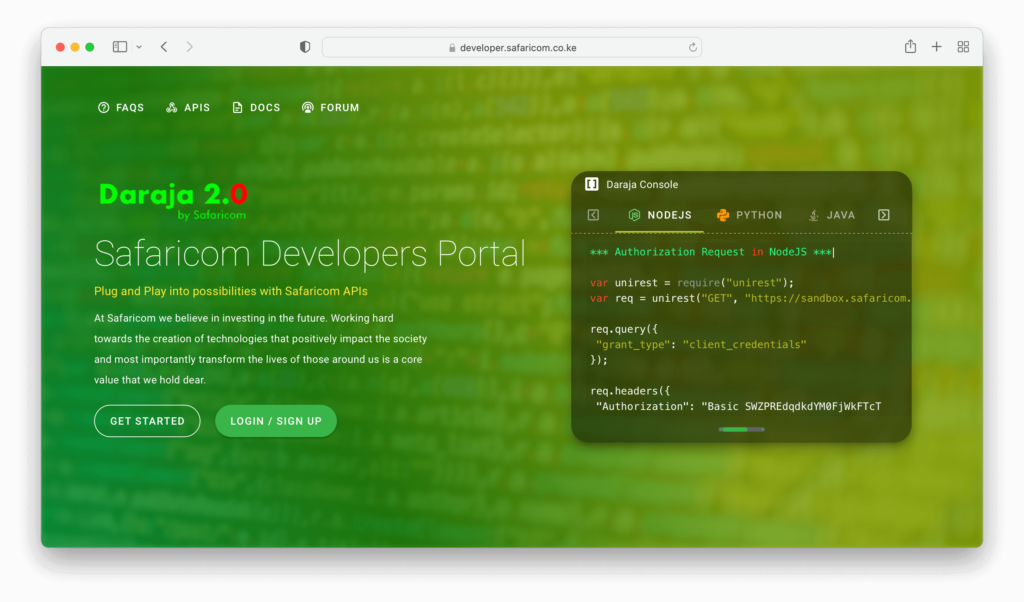 developer.safaricom.co.ke
FAQS
APIS
DOCS
FORUM
Daraja 2.0
by Safaricom
Safaricom Developers Portal
Plug and Play into possibilities with Safaricom APIs
At Safaricom we believe in investing in the future. Working hard
towards the creation of technologies that positively impact the society
and most importantly transform the lives of those around us is a core
value that we hold dear.
GET STARTED
LOGIN / SIGN UP
Daraja Console
NODEJS
PYTHON
JAVA
*** Authorization Request in NodeJS ***|
var unirest = require("unirest");
var req = unirest("GET", "https://sandbox.safaricom.
req.query({
"grant_type": "client_credentials"
});
req.headers({
"Authorization": "Basic SWZPREdqdkdYM0FjWkFTcT